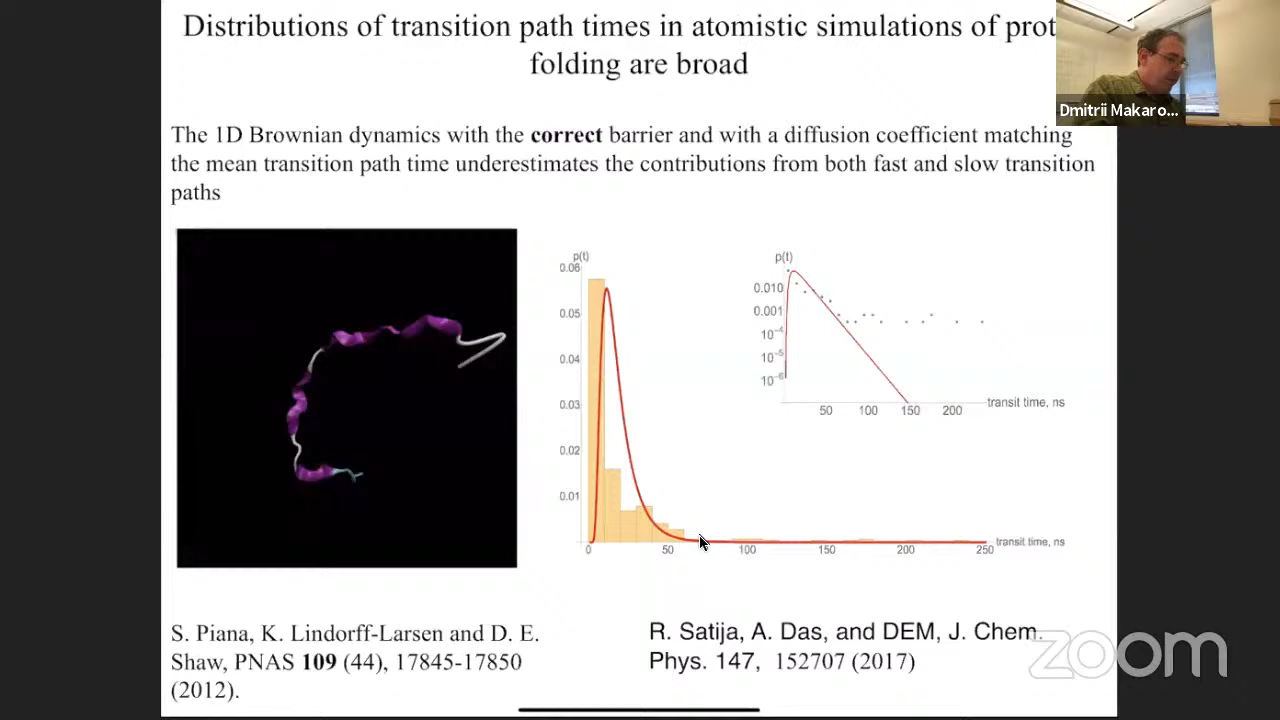 Distributions of transition path times in atomistic simulations of prot
folding are broad
Dmitrii Makaro...
The 1D Brownian dynamics with the correct barrier and with a diffusion coefficient matching
the mean transition path time underestimates the contributions from both fast and slow transition
paths
p(t)
0.06
0.05
0.04
0.03
0.02
0.01
0 50 100 150 200 250
transit time, ns
p(t)
0.010
0.001
10⁻⁴
10⁻⁵
10⁻⁶
50 100 150 200
transit time, ns
S. Piana, K. Lindorff-Larsen and D. E.
Shaw, PNAS 109 (44), 17845-17850
(2012).
R. Satija, A. Das, and DEM, J. Chem.
Phys. 147, 152707 (2017)
zoom